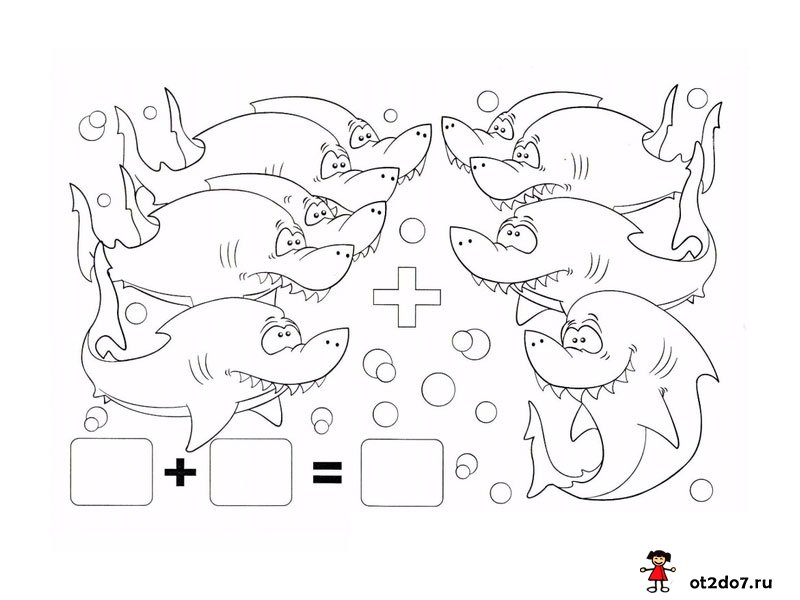 + =
ot2do7.ru